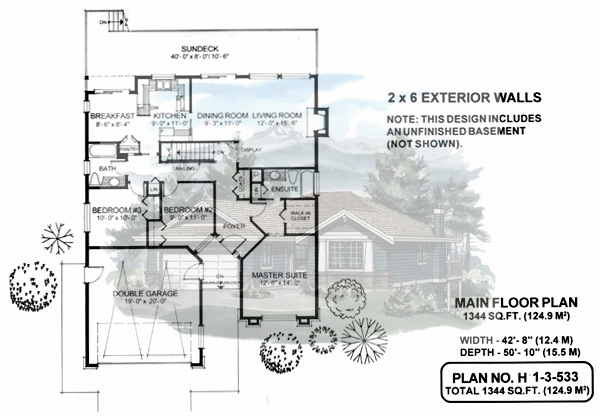 DN
SUNDECK
40'- 0" x 8'- 0"/ 10'- 6"
BREAKFAST
8'- 6" x 8'- 4"
KITCHEN
9'- 0" x 11'- 0"
DINING ROOM
9'- 3" x 11'- 0"
LIVING ROOM
12'- 0" x 15'- 6"
PANTRY
DN
RAILING
DISPLAY
BATH
LIN
COATS
LIN
ENSUITE
BEDROOM #3
10'- 0" x 10'- 0"
BEDROOM #2
9'- 0" x 11'- 0"
WALK-IN
CLOSET
FOYER
DN
MASTER SUITE
12'- 6" x 14'- 0"
DOUBLE GARAGE
19'- 0" x 20'- 0"
2 x 6 EXTERIOR WALLS
NOTE: THIS DESIGN INCLUDES
AN UNFINISHED BASEMENT
(NOT SHOWN).
MAIN FLOOR PLAN
1344 SQ.FT. (124.9 M²)
WIDTH - 42'- 8" (12.4 M)
DEPTH - 50'- 10" (15.5 M)
PLAN NO. H 1-3-533
TOTAL 1344 SQ.FT. (124.9 M²)